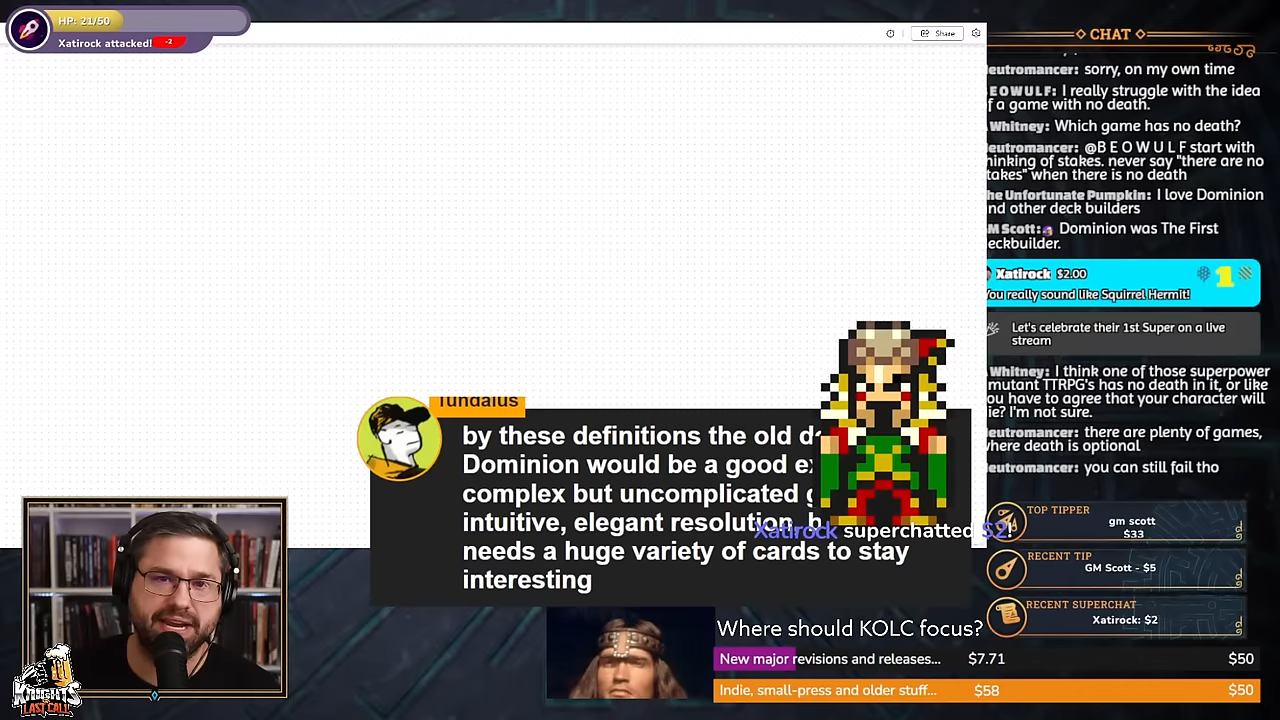 HP: 21/50
Xatirock attacked! -2
Share
CHAT
eutromancer: sorry, on my own time
EOWULF: I really struggle with the idea
f a game with no death.
Whitney: Which game has no death?
eutromancer: @B E O W U L F start with
hinking of stakes. never say "there are no
takes" when there is no death
he Unfortunate Pumpkin: I love Dominion
nd other deck builders
M Scott: Dominion was The First
eckbuilder.
Xatirock $2.00
1
You really sound like Squirrel Hermit!
Let's celebrate their 1st Super on a live
stream
Whitney: I think one of those superpower
mutant TTRPG's has no death in it, or like
ou have to agree that your character will
ie? I'm not sure.
eutromancer: there are plenty of games,
where death is optional
eutromancer: you can still fail tho
Tundalus
by these definitions the old d
Dominion would be a good e
complex but uncomplicated
intuitive, elegant resolution,
needs a huge variety of cards to stay
interesting
Xatirock superchatted $2!
TOP TIPPER
gm scott
$33
RECENT TIP
GM Scott - $5
RECENT SUPERCHAT
Xatirock: $2
Where should KOLC focus?
New major revisions and releases... $7.71 $50
Indie, small-press and older stuff... $58 $50
KNIGHTS
LAST CALL